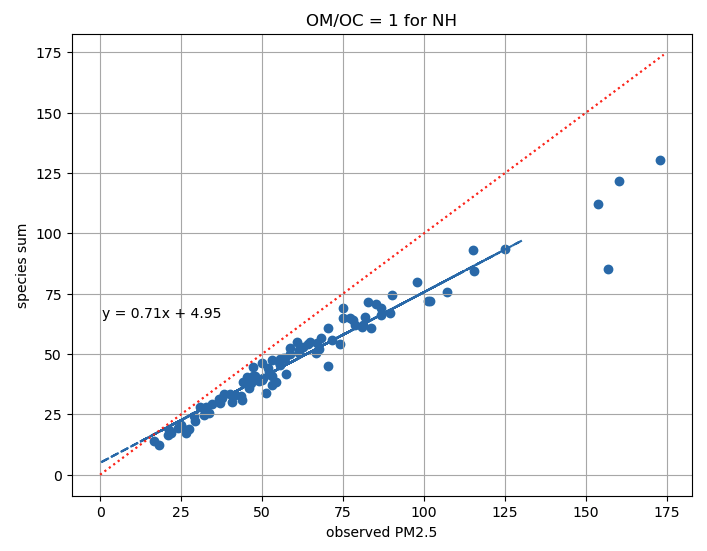 OM/OC = 1 for NH
175
150
125
100
75
50
25
0
species sum
y = 0.71x + 4.95
0 25 50 75 100 125 150 175
observed PM2.5